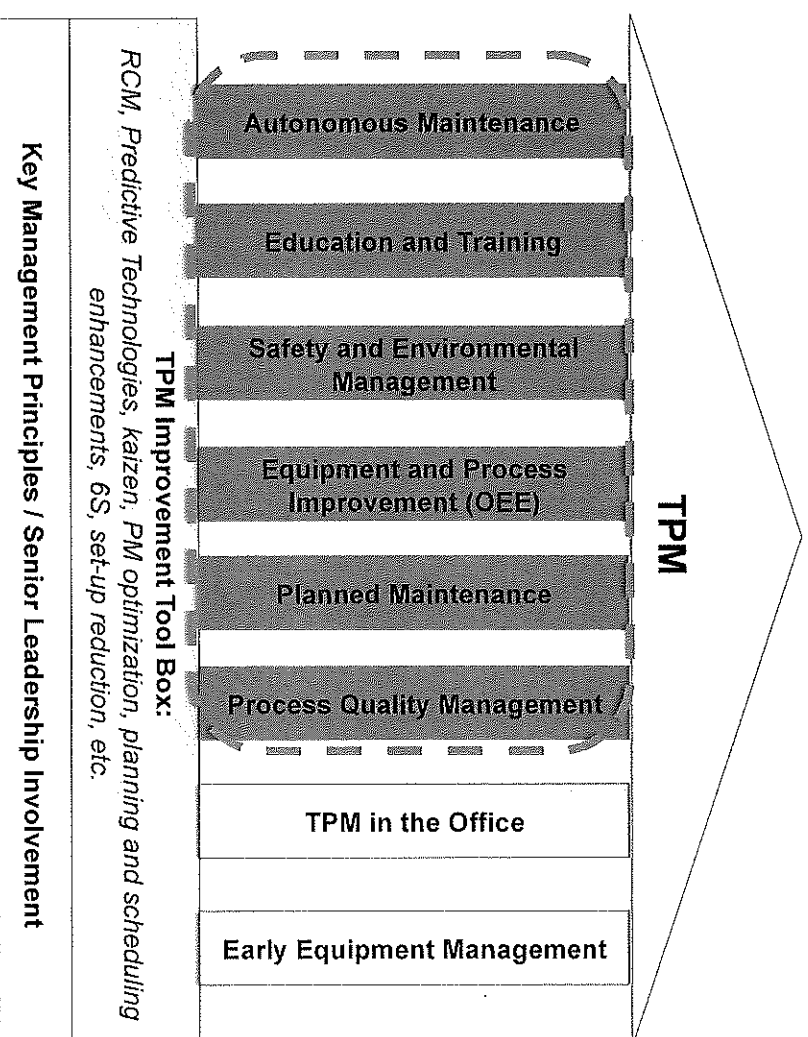 TPM
Autonomous Maintenance
Education and Training
Safety and Environmental
Management
Equipment and Process
Improvement (OEE)
Planned Maintenance
Process Quality Management
TPM in the Office
Early Equipment Management
TPM Improvement Tool Box:
RCM, Predictive Technologies, kaizen, PM optimization, planning and scheduling
enhancements, 6S, set-up reduction, etc.
Key Management Principles / Senior Leadership Involvement